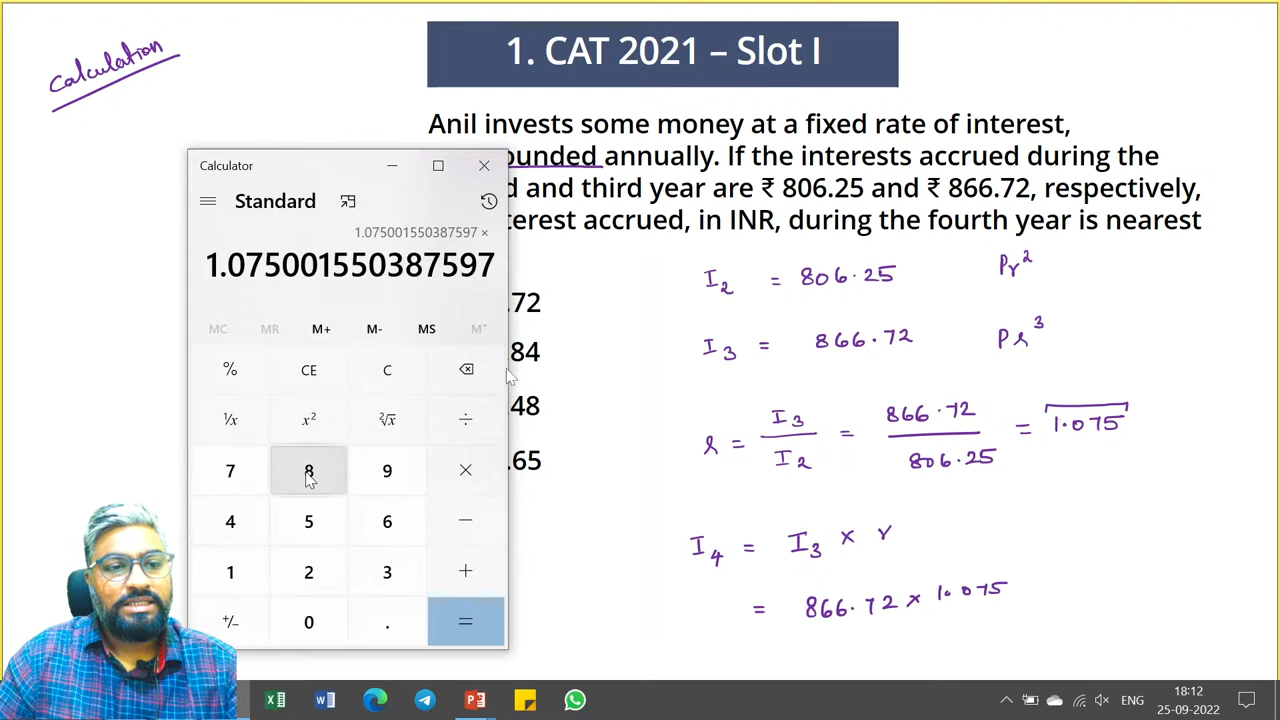 calculation
1. CAT 2021 – Slot I
Anil invests some money at a fixed rate of interest,
ounded annually. If the interests accrued during the
d and third year are ₹ 806.25 and ₹ 866.72, respectively,
terest accrued, in INR, during the fourth year is nearest
.72
.84
.48
.65
Calculator
Standard
1.075001550387597 ×
1.075001550387597
MC MR M+ M- MS M˅
% CE C
¹/x x² ²√x ÷
7 8 9 ×
4 5 6 −
1 2 3 +
+/- 0 . =
I₂ = 806.25 Pr²
I₃ = 866.72 Pr³
r = I₃/I₂ = 866.72/806.25 = 1.075
I₄ = I₃ × r
= 866.72 × 1.075
ENG
18:12
25-09-2022